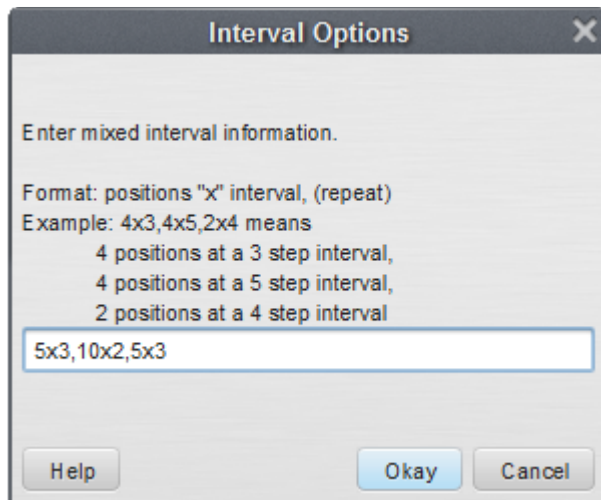 Interval Options
Enter mixed interval information.
Format: positions "x" interval, (repeat)
Example: 4x3,4x5,2x4 means
4 positions at a 3 step interval,
4 positions at a 5 step interval,
2 positions at a 4 step interval
5x3,10x2,5x3
Help Okay Cancel